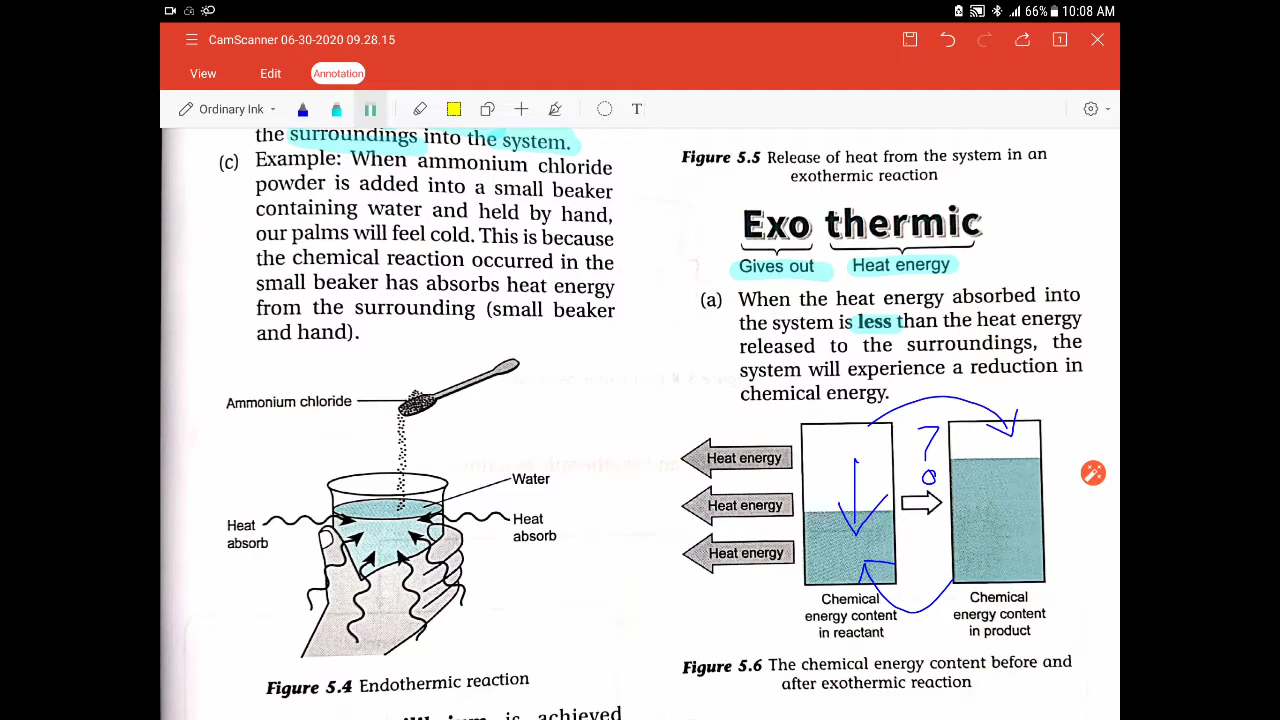 66% 10:08 AM
CamScanner 06-30-2020 09.28.15
1
View Edit Annotation
Ordinary Ink T
the surroundings into the system.
(c) Example: When ammonium chloride
powder is added into a small beaker
containing water and held by hand,
our palms will feel cold. This is because
the chemical reaction occurred in the
small beaker has absorbs heat energy
from the surrounding (small beaker
and hand).
Ammonium chloride
Water
Heat
absorb
Heat
absorb
Figure 5.4 Endothermic reaction
is achieved
Figure 5.5 Release of heat from the system in an
exothermic reaction
Exo thermic
Gives out Heat energy
(a) When the heat energy absorbed into
the system is less than the heat energy
released to the surroundings, the
system will experience a reduction in
chemical energy.
Heat energy
Heat energy
Heat energy
?
Chemical
energy content
in reactant
Chemical
energy content
in product
Figure 5.6 The chemical energy content before and
after exothermic reaction